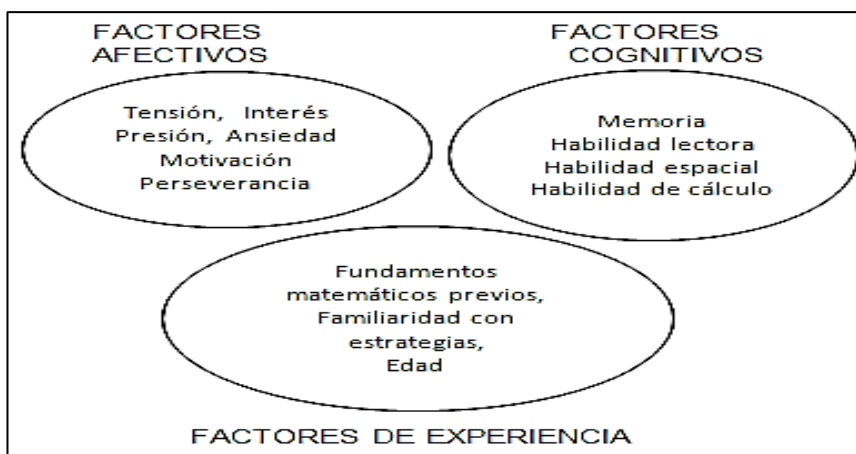 FACTORES
AFECTIVOS
Tensión, Interés
Presión, Ansiedad
Motivación
Perseverancia
FACTORES
COGNITIVOS
Memoria
Habilidad lectora
Habilidad espacial
Habilidad de cálculo
Fundamentos
matemáticos previos,
Familiaridad con
estrategias,
Edad
FACTORES DE EXPERIENCIA